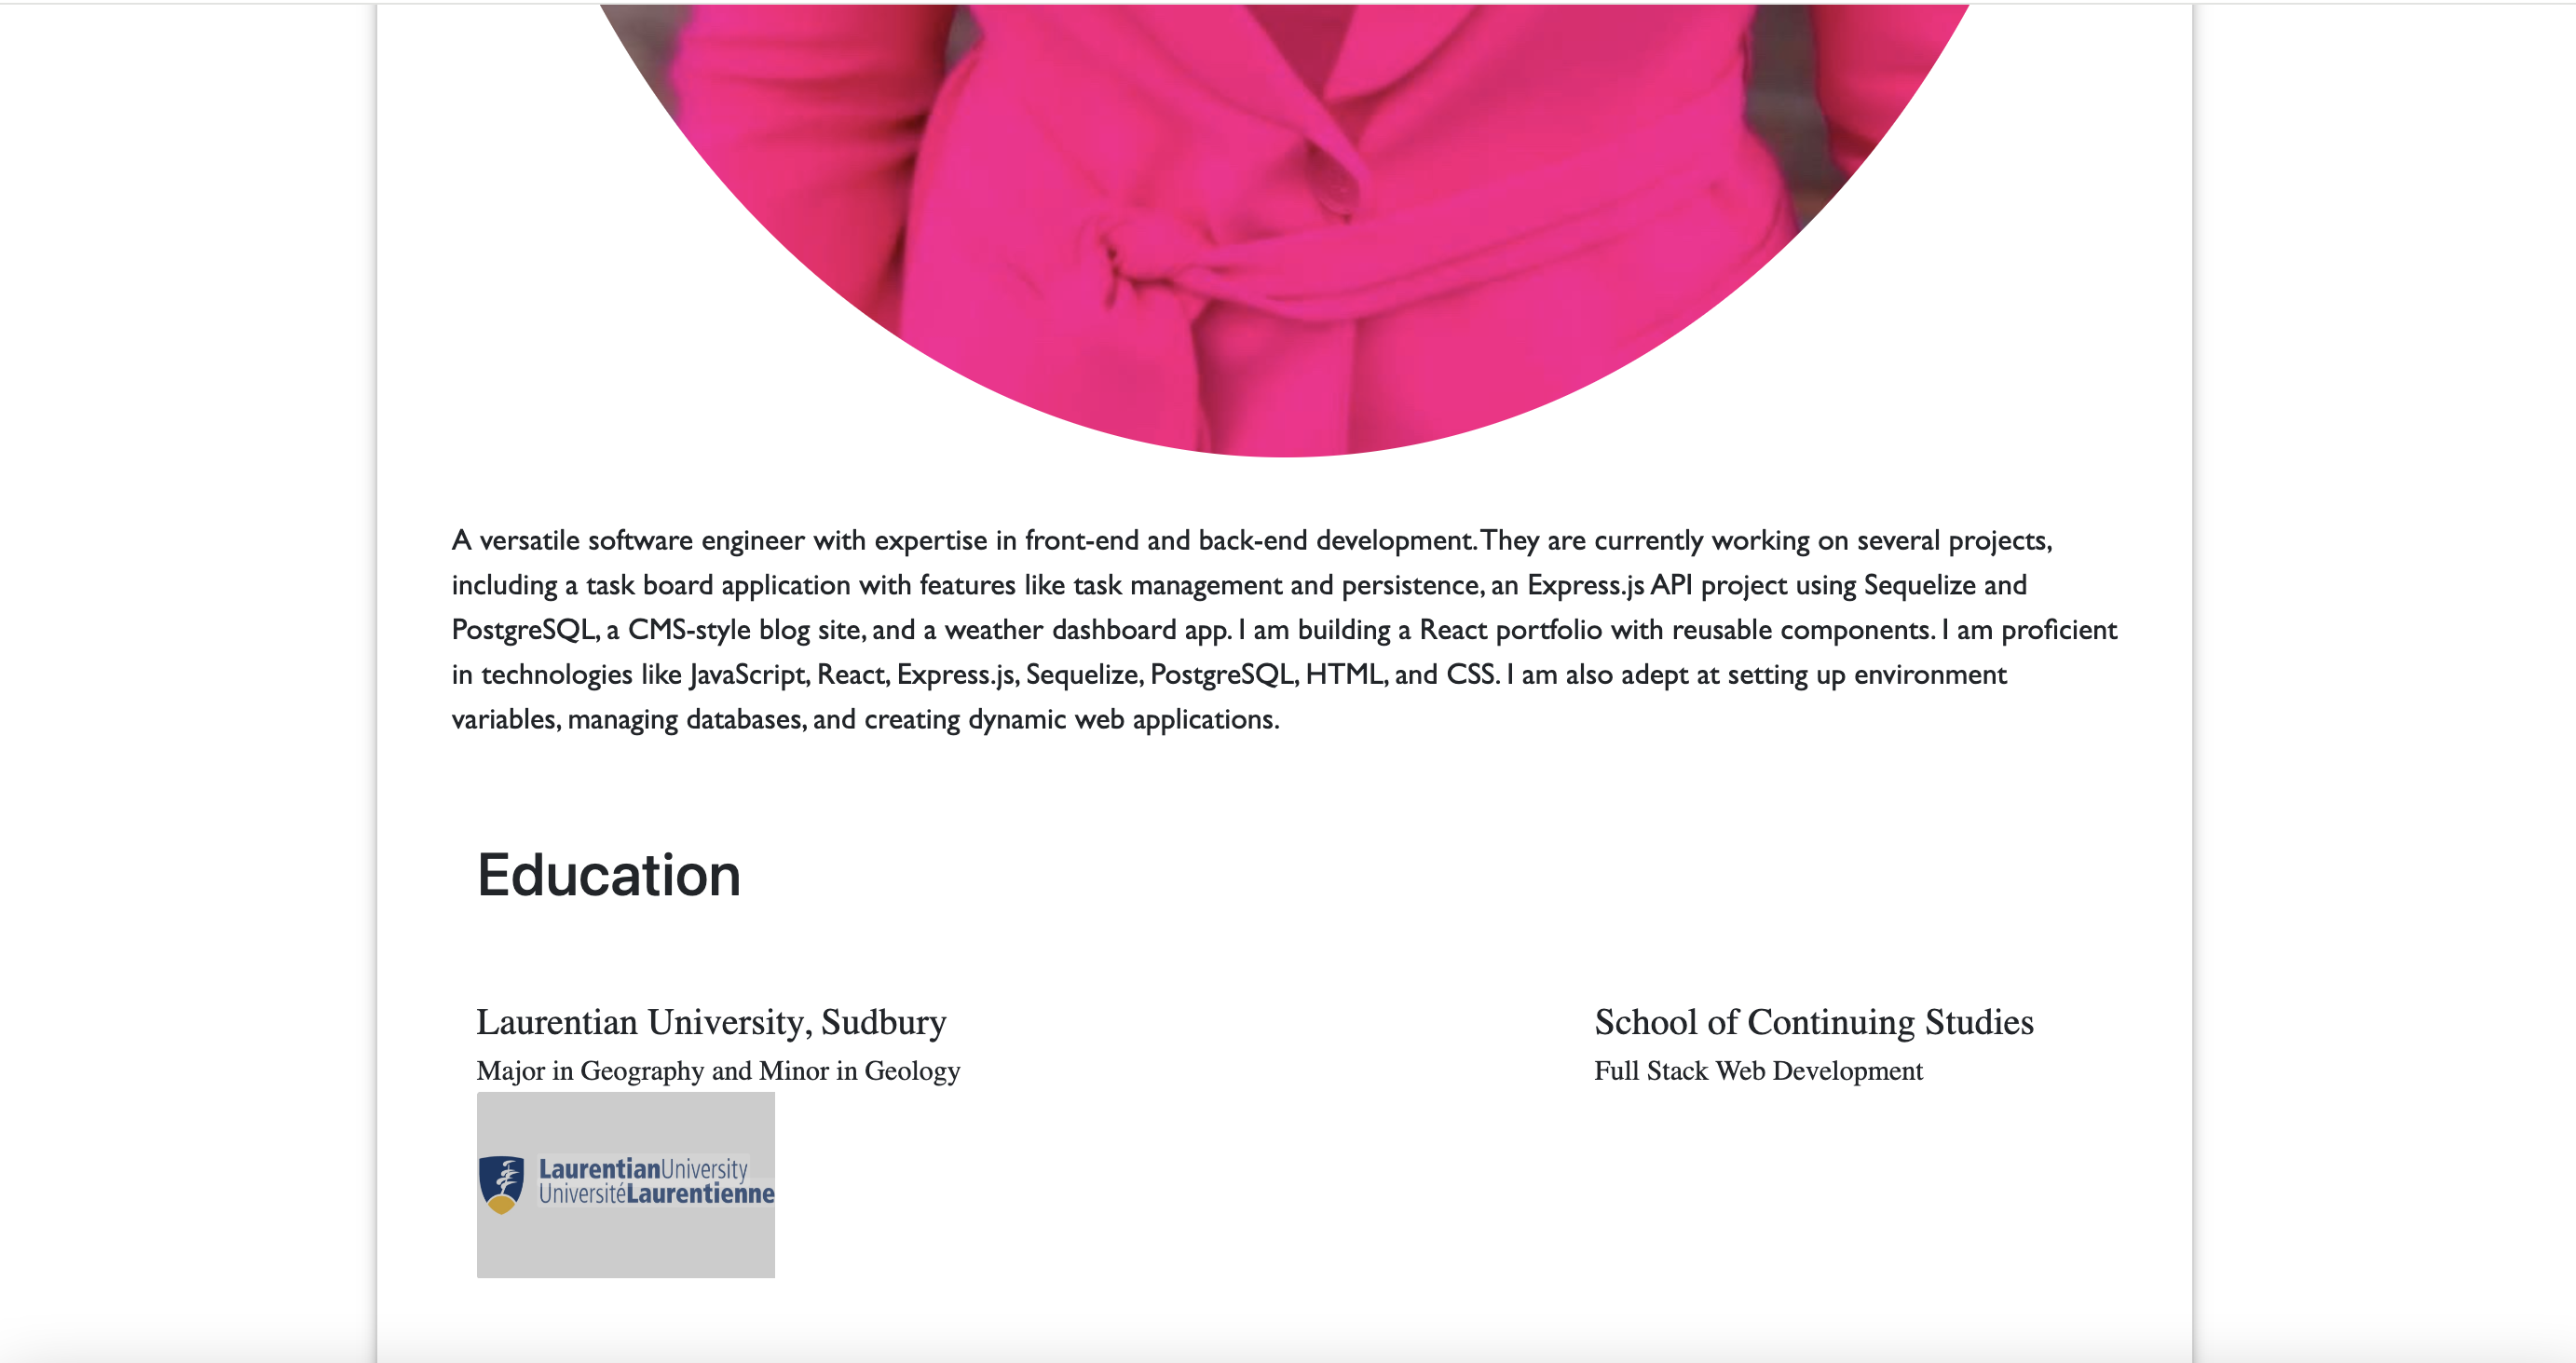 A versatile software engineer with expertise in front-end and back-end development. They are currently working on several projects,
including a task board application with features like task management and persistence, an Express.js API project using Sequelize and
PostgreSQL, a CMS-style blog site, and a weather dashboard app. I am building a React portfolio with reusable components. I am proficient
in technologies like JavaScript, React, Express.js, Sequelize, PostgreSQL, HTML, and CSS. I am also adept at setting up environment
variables, managing databases, and creating dynamic web applications.
Education
Laurentian University, Sudbury
Major in Geography and Minor in Geology
LaurentianUniversity
UniversitéLaurentienne
School of Continuing Studies
Full Stack Web Development